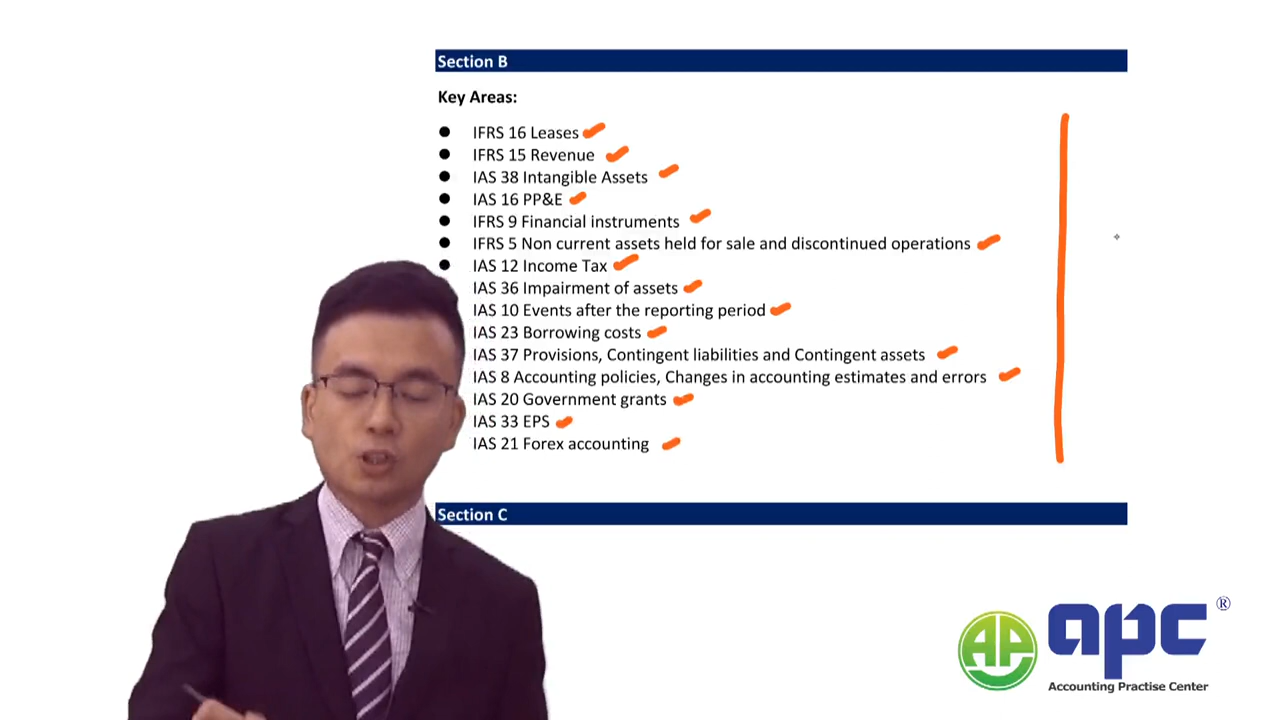 Section B
Key Areas:
IFRS 16 Leases
IFRS 15 Revenue
IAS 38 Intangible Assets
IAS 16 PP&E
IFRS 9 Financial instruments
IFRS 5 Non current assets held for sale and discontinued operations
IAS 12 Income Tax
IAS 36 Impairment of assets
IAS 10 Events after the reporting period
IAS 23 Borrowing costs
IAS 37 Provisions, Contingent liabilities and Contingent assets
IAS 8 Accounting policies, Changes in accounting estimates and errors
IAS 20 Government grants
IAS 33 EPS
IAS 21 Forex accounting
Section C
AP apc ®
Accounting Practise Center